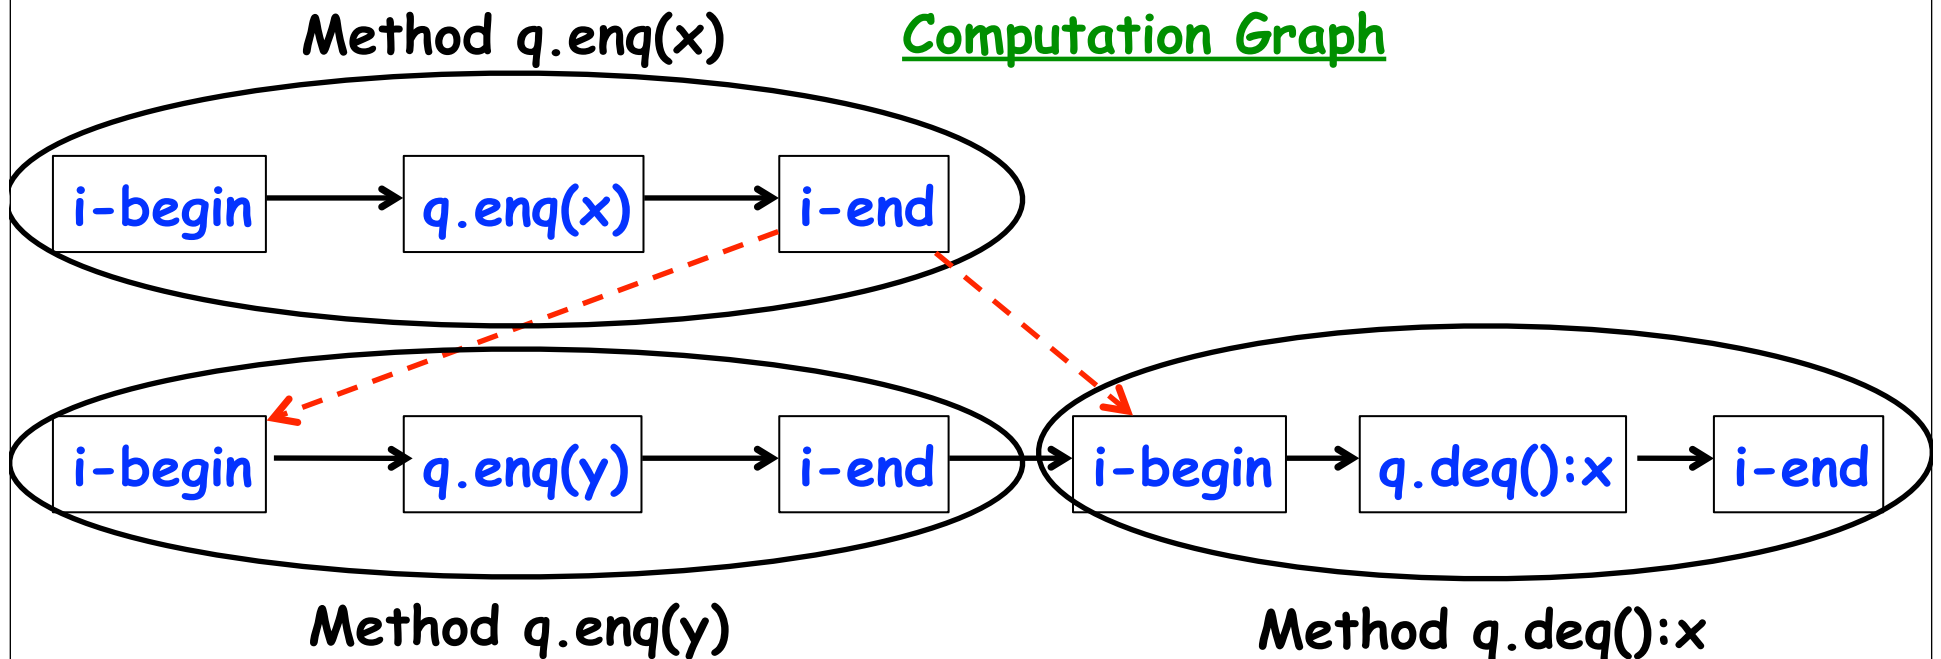 Method q.enq(x)
Computation Graph
i-begin
q.enq(x)
i-end
i-begin
q.enq(y)
i-end
i-begin
q.deq():x
i-end
Method q.enq(y)
Method q.deq():x